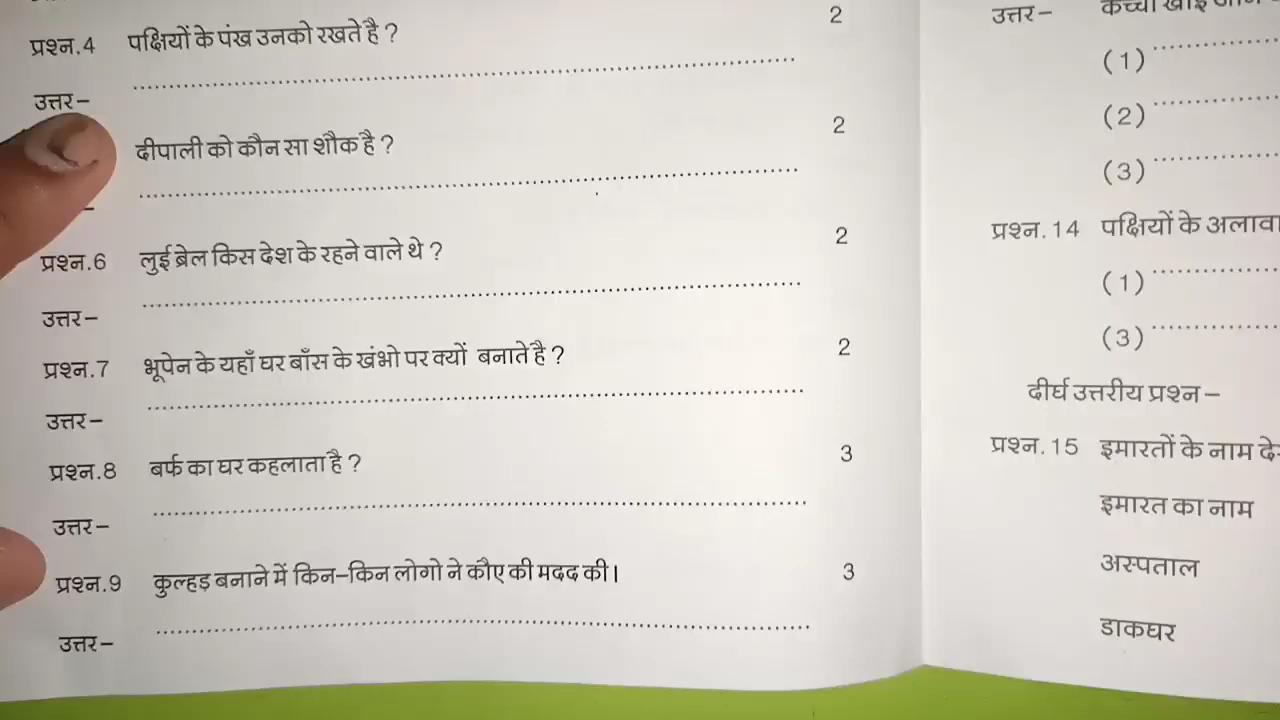 प्रश्न.4 पक्षियों के पंख उनको रखते है ? 2
उत्तर–
दीपाली को कौन सा शौक है ? 2
प्रश्न.6 लुई ब्रेल किस देश के रहने वाले थे ? 2
उत्तर–
प्रश्न.7 भूपेन के यहाँ घर बाँस के खंभो पर क्यों बनाते है ? 2
उत्तर–
प्रश्न.8 बर्फ का घर कहलाता है ? 3
उत्तर–
प्रश्न.9 कुल्हड़ बनाने में किन–किन लोगो ने कौए की मदद की। 3
उत्तर–
उत्तर– कच्चा खाई
(1)
(2)
(3)
प्रश्न.14 पक्षियों के अलावा
(1)
(3)
दीर्घ उत्तरीय प्रश्न–
प्रश्न.15 इमारतों के नाम
इमारत का नाम
अस्पताल
डाकघर